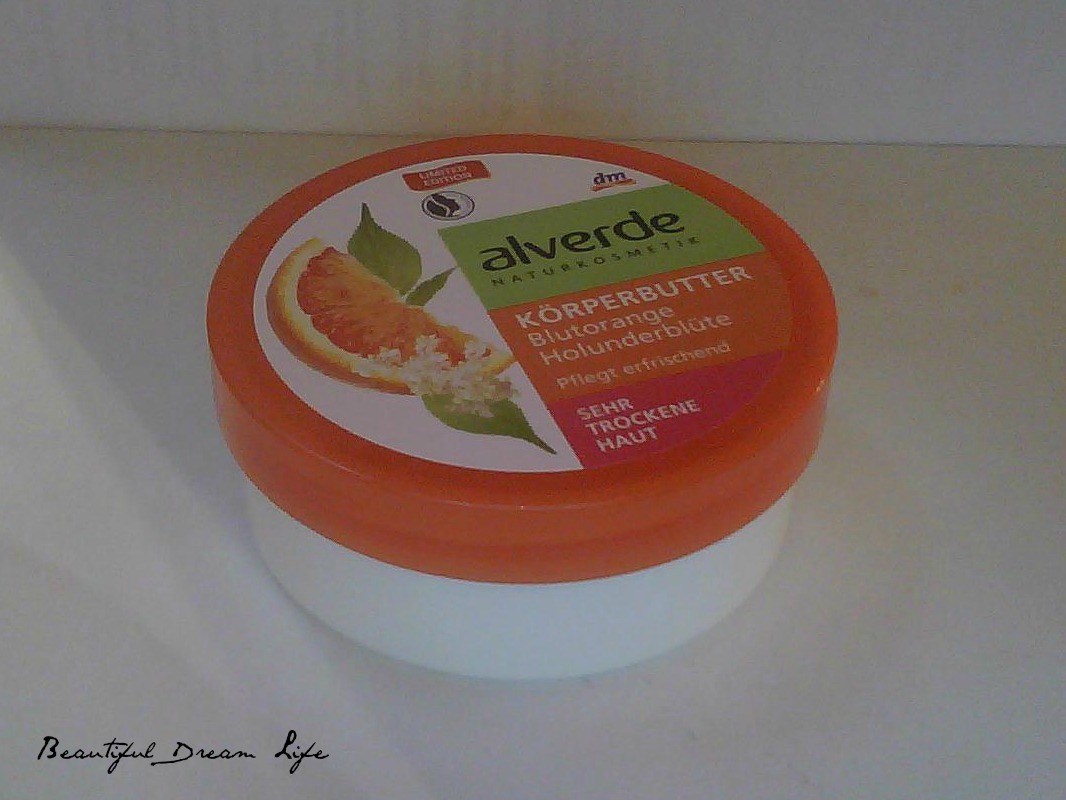 LIMITED
EDITION
dm
alverde
NATURKOSMETIK
KÖRPERBUTTER
Blutorange
Holunderblüte
Pflegt erfrischend
SEHR
TROCKENE
HAUT
Beautiful Dream Life